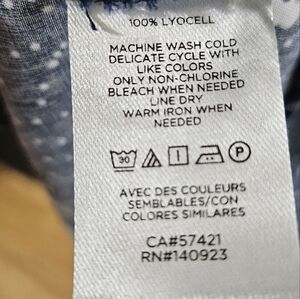 100% LYOCELL
MACHINE WASH COLD
DELICATE CYCLE WITH
LIKE COLORS
ONLY NON-CHLORINE
BLEACH WHEN NEEDED
LINE DRY
WARM IRON WHEN
NEEDED
30 P
AVEC DES COULEURS
SEMBLABLES/CON
COLORES SIMILARES
CA#57421
RN#140923